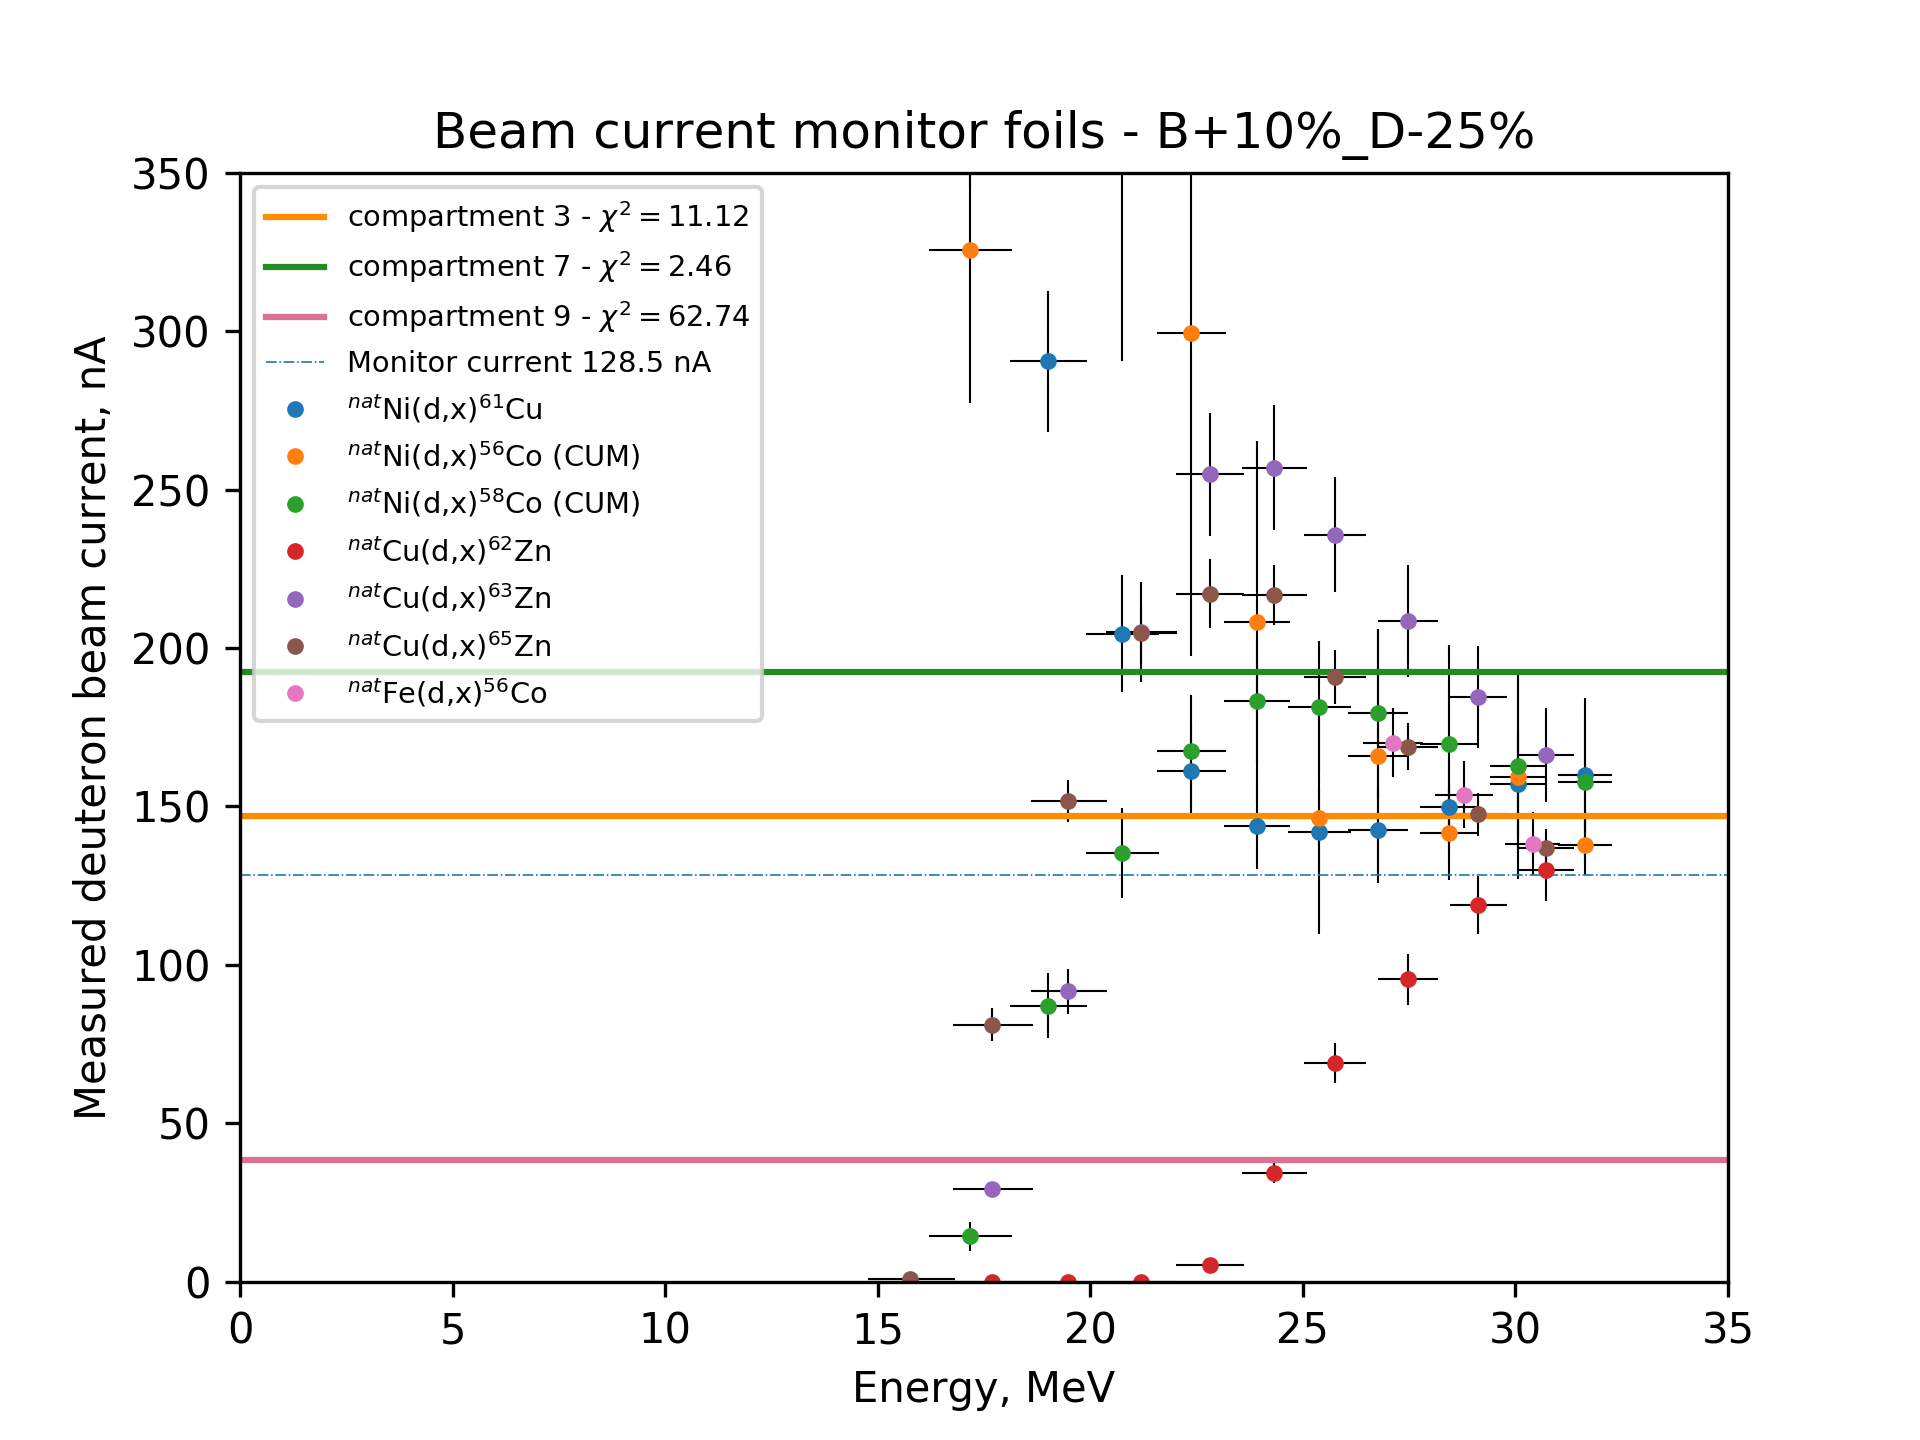 Beam current monitor foils - B+10%_D-25%
350
300
250
200
150
100
50
0
Measured deuteron beam current, nA
compartment 3 - χ² = 11.12
compartment 7 - χ² = 2.46
compartment 9 - χ² = 62.74
Monitor current 128.5 nA
ⁿᵃᵗNi(d,x)⁶¹Cu
ⁿᵃᵗNi(d,x)⁵⁶Co (CUM)
ⁿᵃᵗNi(d,x)⁵⁸Co (CUM)
ⁿᵃᵗCu(d,x)⁶²Zn
ⁿᵃᵗCu(d,x)⁶³Zn
ⁿᵃᵗCu(d,x)⁶⁵Zn
ⁿᵃᵗFe(d,x)⁵⁶Co
0 5 10 15 20 25 30 35
Energy, MeV